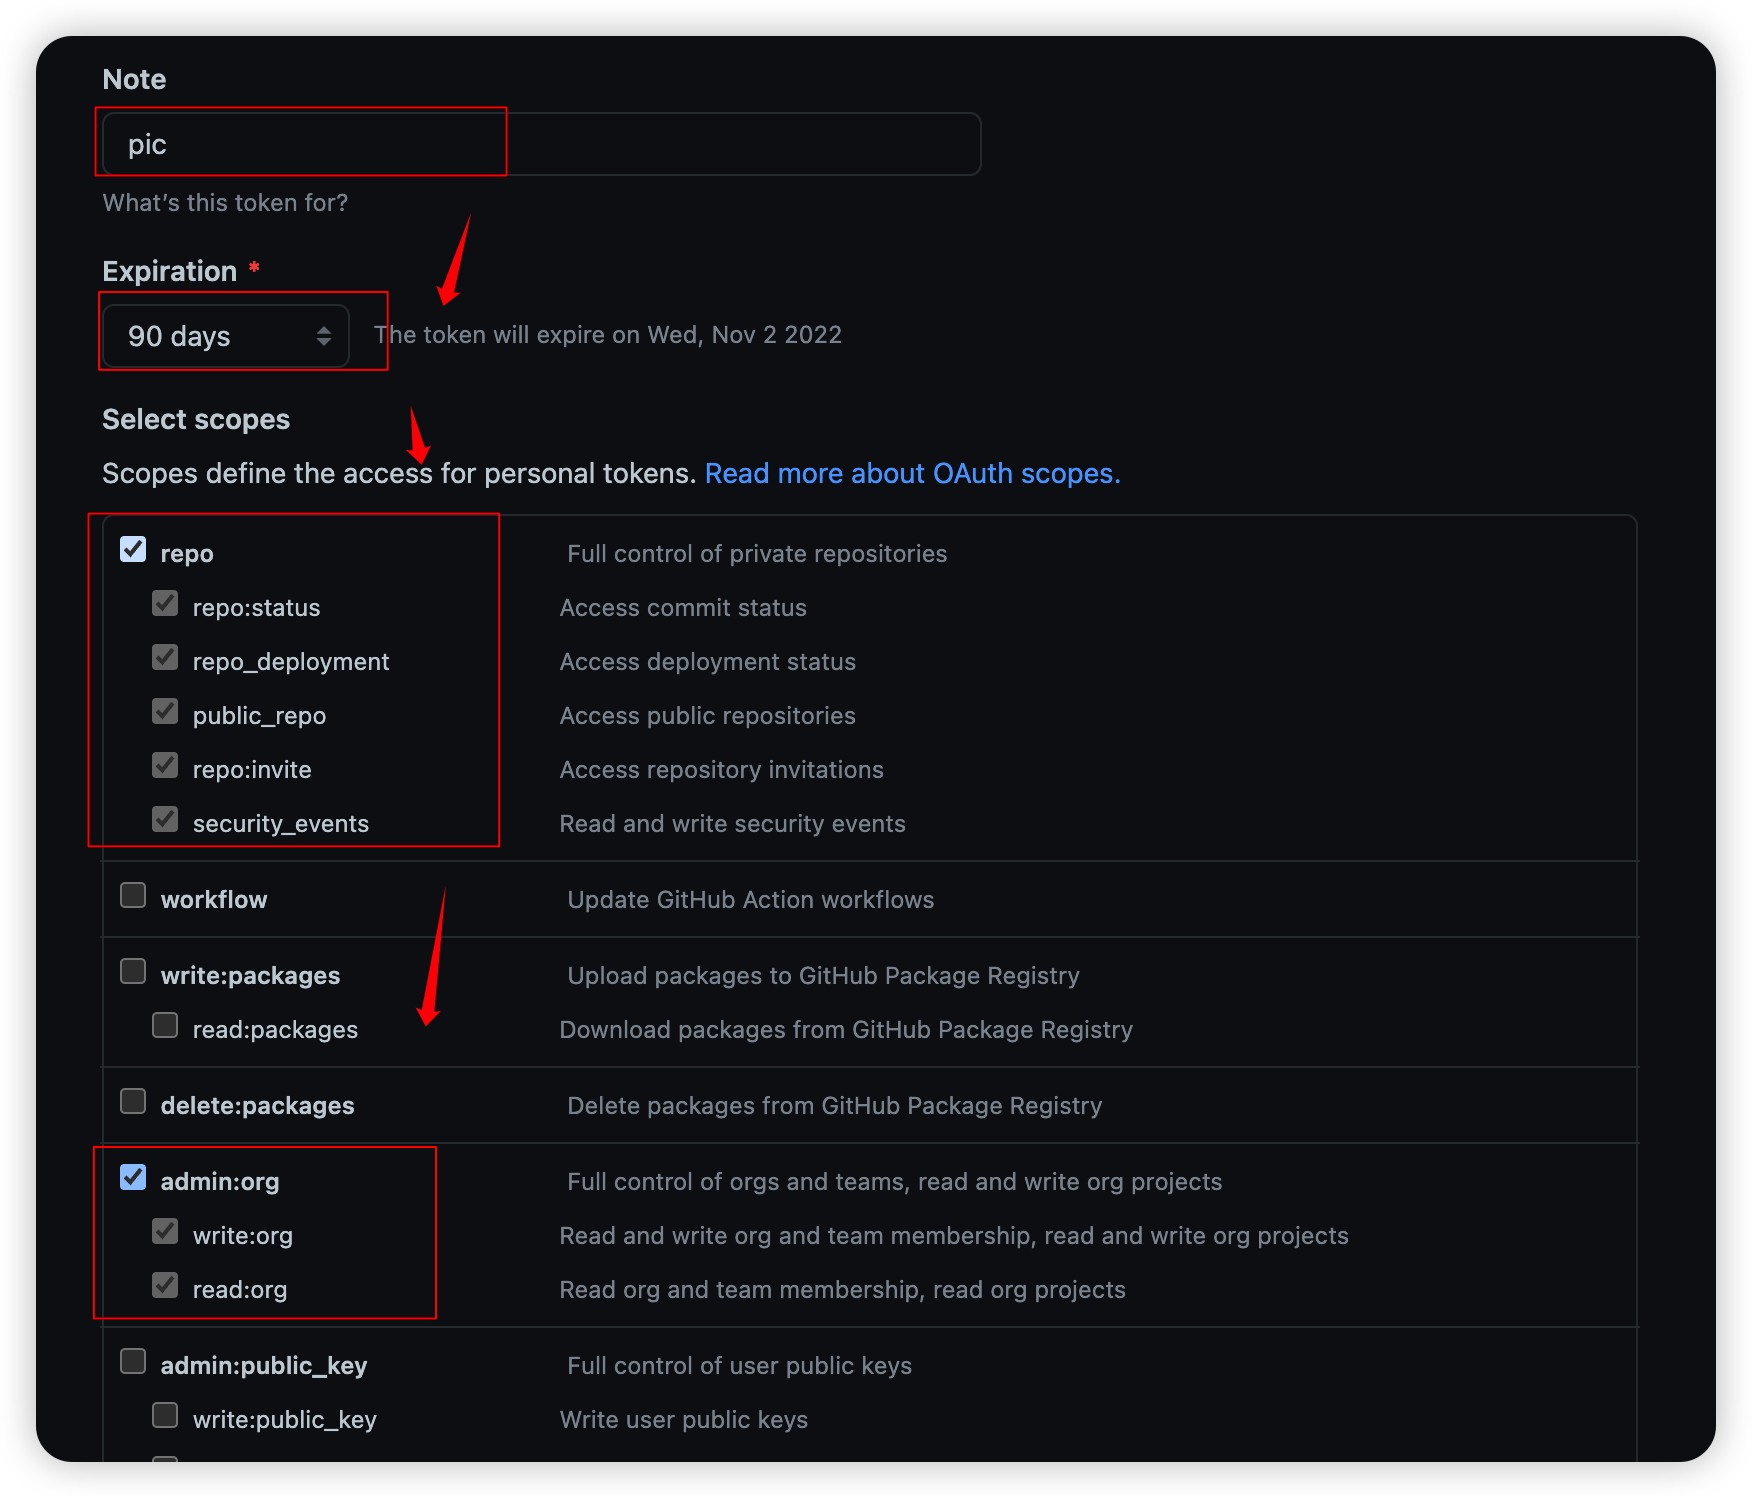 Note
pic
What's this token for?
Expiration *
90 days The token will expire on Wed, Nov 2 2022
Select scopes
Scopes define the access for personal tokens. Read more about OAuth scopes.
repo Full control of private repositories
repo:status Access commit status
repo_deployment Access deployment status
public_repo Access public repositories
repo:invite Access repository invitations
security_events Read and write security events
workflow Update GitHub Action workflows
write:packages Upload packages to GitHub Package Registry
read:packages Download packages from GitHub Package Registry
delete:packages Delete packages from GitHub Package Registry
admin:org Full control of orgs and teams, read and write org projects
write:org Read and write org and team membership, read and write org projects
read:org Read org and team membership, read org projects
admin:public_key Full control of user public keys
write:public_key Write user public keys